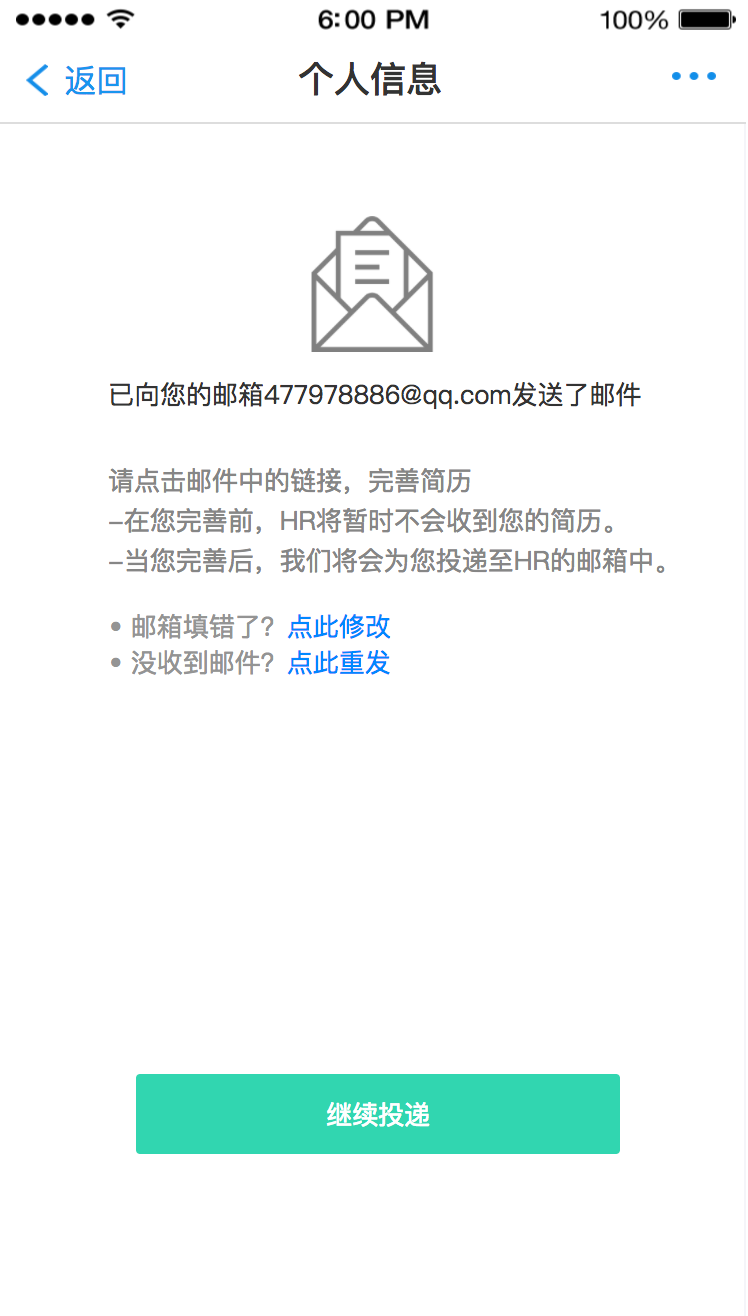 6:00 PM
100%
返回
个人信息
已向您的邮箱477978886@qq.com发送了邮件
请点击邮件中的链接，完善简历
-在您完善前，HR将暂时不会收到您的简历。
-当您完善后，我们将会为您投递至HR的邮箱中。
• 邮箱填错了？点此修改
• 没收到邮件？点此重发
继续投递